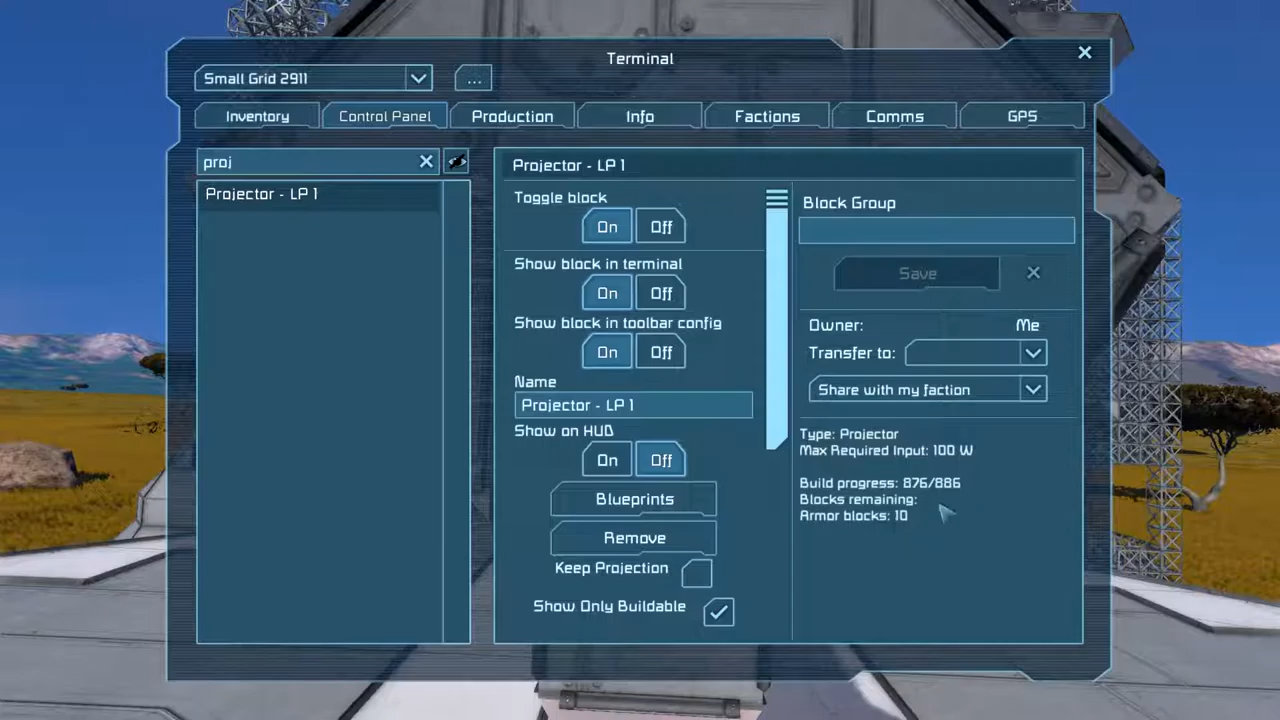 Terminal
Small Grid 2911
...
Inventory
Control Panel
Production
Info
Factions
Comms
GPS
proj
Projector - LP 1
Projector - LP 1
Toggle block
On Off
Show block in terminal
On Off
Show block in toolbar config
On Off
Name
Projector - LP 1
Show on HUD
On Off
Blueprints
Remove
Keep Projection
Show Only Buildable
Block Group
Save
Owner: Me
Transfer to:
Share with my faction
Type: Projector
Max Required Input: 100 W
Build progress: 876/886
Blocks remaining:
Armor blocks: 10